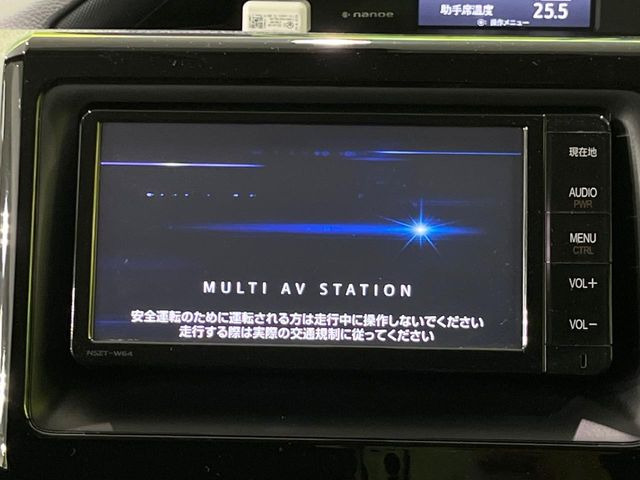 nanoe
助手席温度 25.5
操作メニュー
現在地
AUDIO
PWR
MENU
CTRL
VOL+
VOL-
MULTI AV STATION
安全運転のために運転される方は走行中に操作しないでください
走行する際は実際の交通規制に従ってください
NSZT-W64